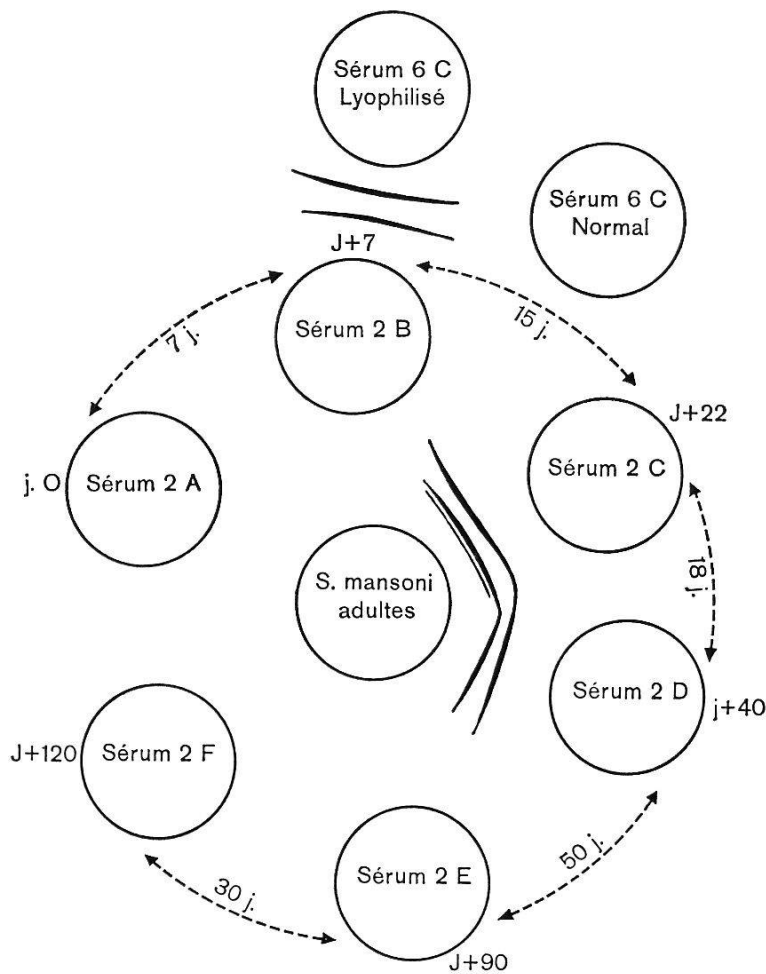 Sérum 6 C
Lyophilisé
Sérum 6 C
Normal
J+7
Sérum 2 B
7 j.
15 j.
J+22
Sérum 2 C
j. O
Sérum 2 A
18 j.
S. mansoni
adultes
Sérum 2 D
j+40
J+120
Sérum 2 F
50 j.
30 j.
Sérum 2 E
J+90